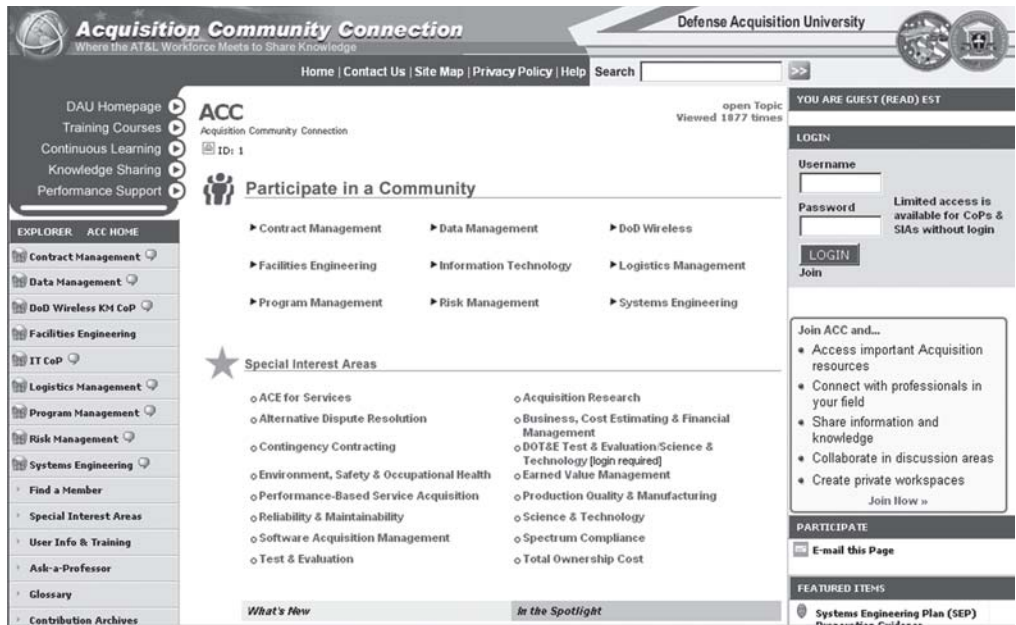 Acquisition Community Connection
Where the AT&L Workforce Meets to Share Knowledge
Defense Acquisition University
Home | Contact Us | Site Map | Privacy Policy | Help Search >>
DAU Homepage
Training Courses
Continuous Learning
Knowledge Sharing
Performance Support
EXPLORER ACC HOME
Contract Management
Data Management
DoD Wireless KM CoP
Facilities Engineering
IT CoP
Logistics Management
Program Management
Risk Management
Systems Engineering
Find a Member
Special Interest Areas
User Info & Training
Ask-a-Professor
Glossary
Contribution Archives
ACC
Acquisition Community Connection
ID: 1
open Topic
Viewed 1877 times
Participate in a Community
Contract Management Data Management DoD Wireless
Facilities Engineering Information Technology Logistics Management
Program Management Risk Management Systems Engineering
Special Interest Areas
ACE for Services
Alternative Dispute Resolution
Contingency Contracting
Environment, Safety & Occupational Health
Performance-Based Service Acquisition
Reliability & Maintainability
Software Acquisition Management
Test & Evaluation
Acquisition Research
Business, Cost Estimating & Financial
Management
DOT&E Test & Evaluation/Science &
Technology [login required]
Earned Value Management
Production Quality & Manufacturing
Science & Technology
Spectrum Compliance
Total Ownership Cost
What's New
In the Spotlight
YOU ARE GUEST (READ) EST
LOGIN
Username
Password
LOGIN
Join
Limited access is
available for CoPs &
SIAs without login
Join ACC and...
• Access important Acquisition
resources
• Connect with professionals in
your field
• Share information and
knowledge
• Collaborate in discussion areas
• Create private workspaces
Join Now »
PARTICIPATE
E-mail this Page
FEATURED ITEMS
Systems Engineering Plan (SEP)
Preparation Guidance